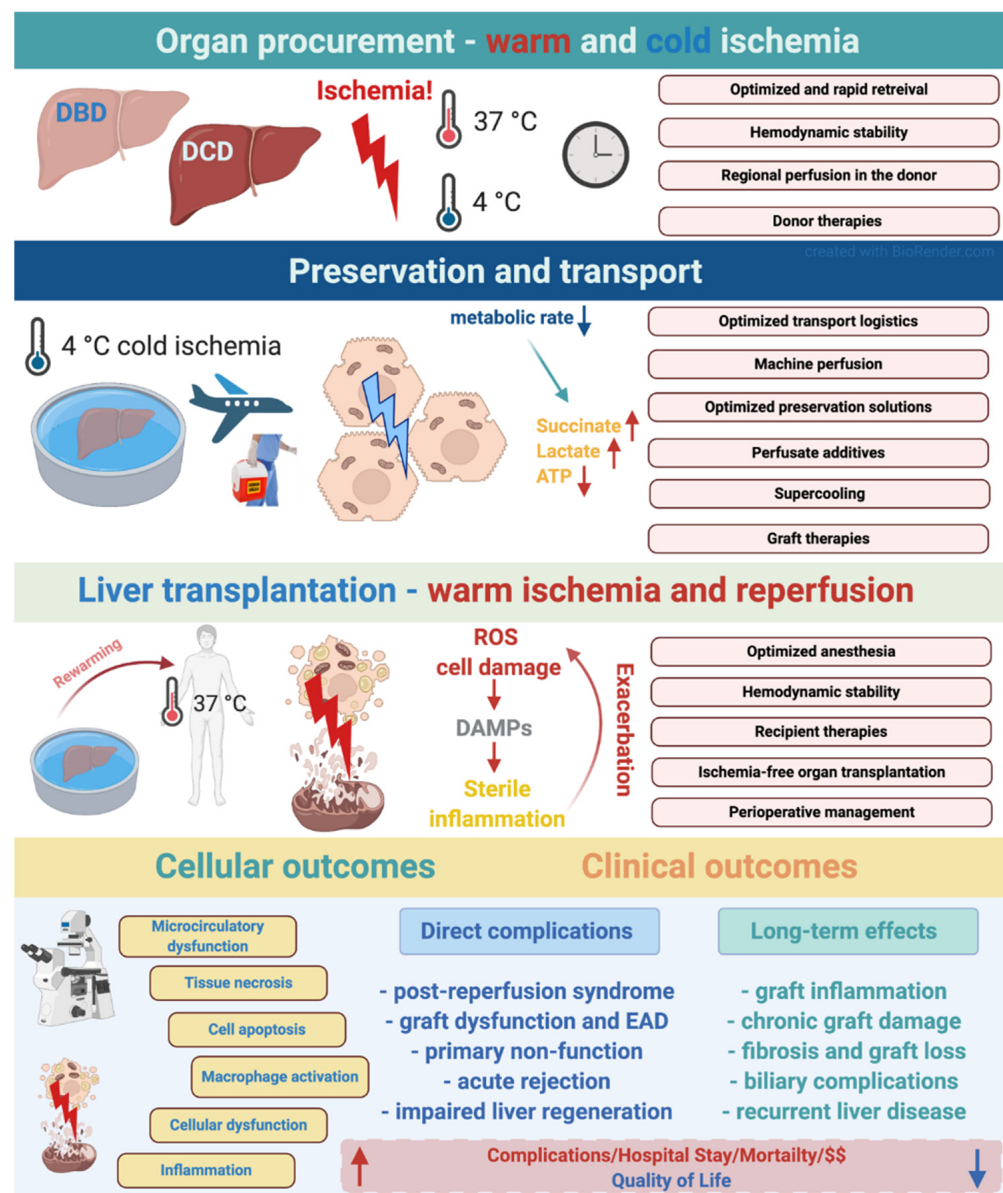 Organ procurement - warm and cold ischemia
DBD
DCD
Ischemia!
37 °C
4 °C
Optimized and rapid retreival
Hemodynamic stability
Regional perfusion in the donor
Donor therapies
created with BioRender.com
Preservation and transport
4 °C cold ischemia
metabolic rate
Succinate
Lactate
ATP
Optimized transport logistics
Machine perfusion
Optimized preservation solutions
Perfusate additives
Supercooling
Graft therapies
Liver transplantation - warm ischemia and reperfusion
Rewarming
37 °C
ROS
cell damage
DAMPs
Sterile
inflammation
Exacerbation
Optimized anesthesia
Hemodynamic stability
Recipient therapies
Ischemia-free organ transplantation
Perioperative management
Cellular outcomes
Clinical outcomes
Microcirculatory
dysfunction
Tissue necrosis
Cell apoptosis
Macrophage activation
Cellular dysfunction
Inflammation
Direct complications
- post-reperfusion syndrome
- graft dysfunction and EAD
- primary non-function
- acute rejection
- impaired liver regeneration
Long-term effects
- graft inflammation
- chronic graft damage
- fibrosis and graft loss
- biliary complications
- recurrent liver disease
Complications/Hospital Stay/Mortailty/$$
Quality of Life